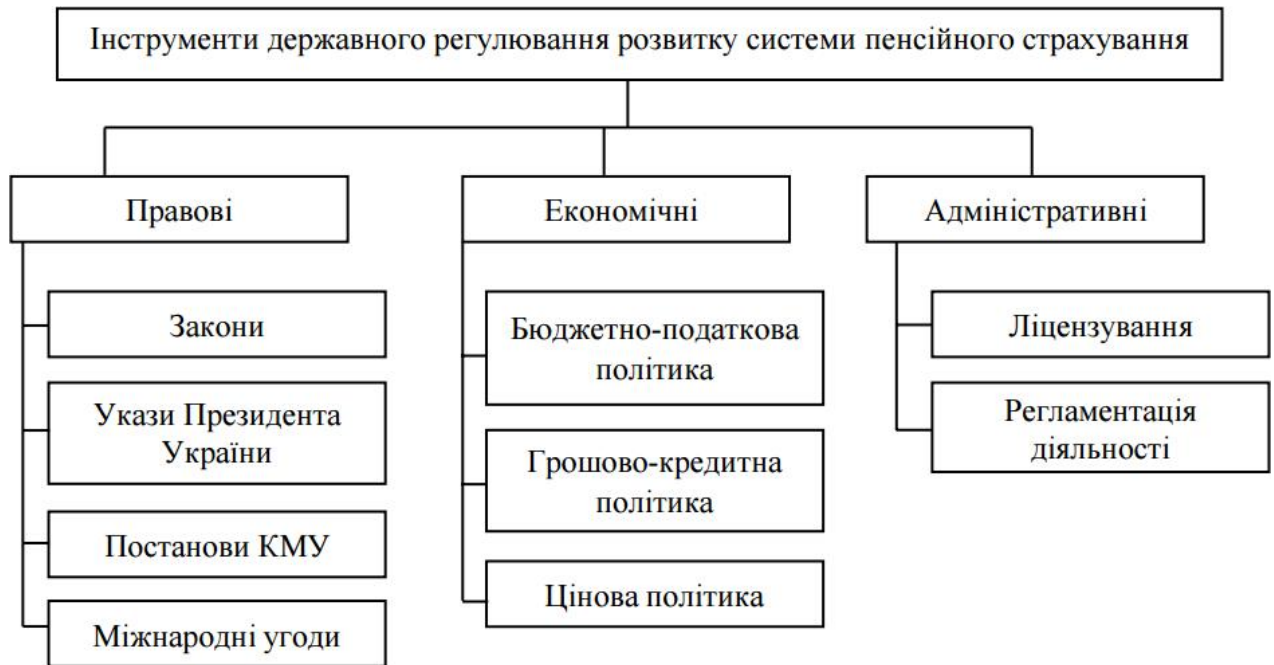 Інструменти державного регулювання розвитку системи пенсійного страхування
Правові
Закони
Укази Президента
України
Постанови КМУ
Міжнародні угоди
Економічні
Бюджетно-податкова
політика
Грошово-кредитна
політика
Цінова політика
Адміністративні
Ліцензування
Регламентація
діяльності